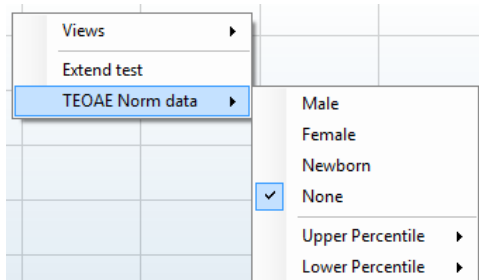 Views
Extend test
TEOAE Norm data
Male
Female
Newborn
None
Upper Percentile
Lower Percentile